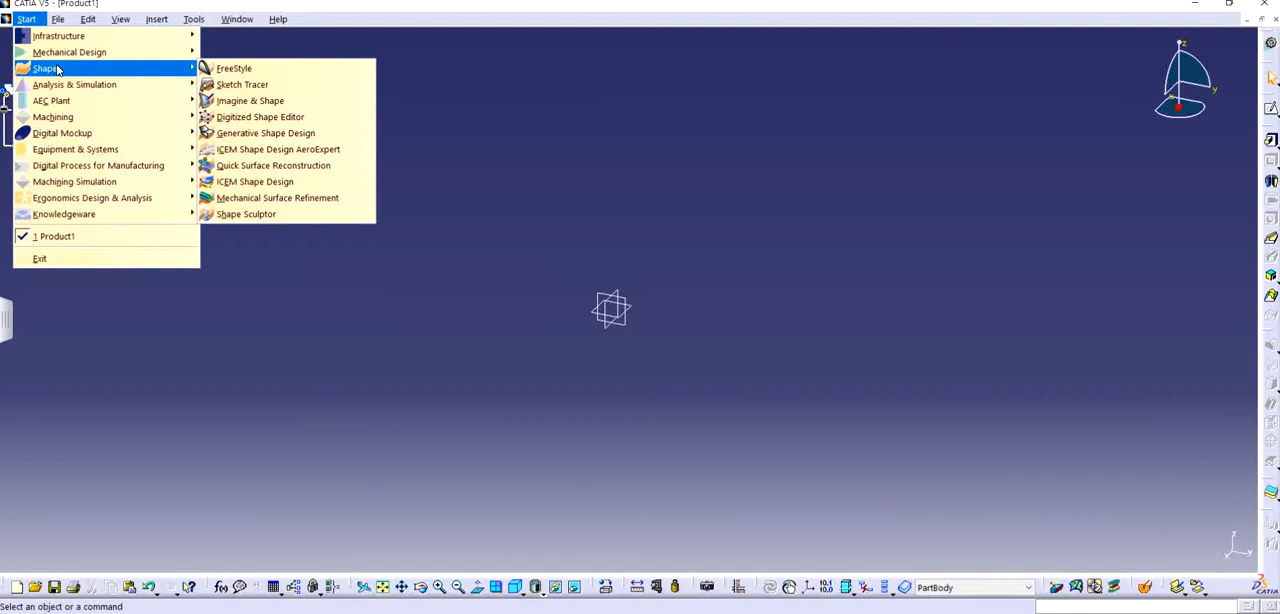 CATIA V5 - [Product1]
Start File Edit View Insert Tools Window Help
Infrastructure
Mechanical Design
Shape
Analysis & Simulation
AEC Plant
Machining
Digital Mockup
Equipment & Systems
Digital Process for Manufacturing
Machining Simulation
Ergonomics Design & Analysis
Knowledgeware
1 Product1
Exit
FreeStyle
Sketch Tracer
Imagine & Shape
Digitized Shape Editor
Generative Shape Design
ICEM Shape Design AeroExpert
Quick Surface Reconstruction
ICEM Shape Design
Mechanical Surface Refinement
Shape Sculptor
z
y
x
z
y
f(x)
10.1
PartBody
CATIA
Select an object or a command